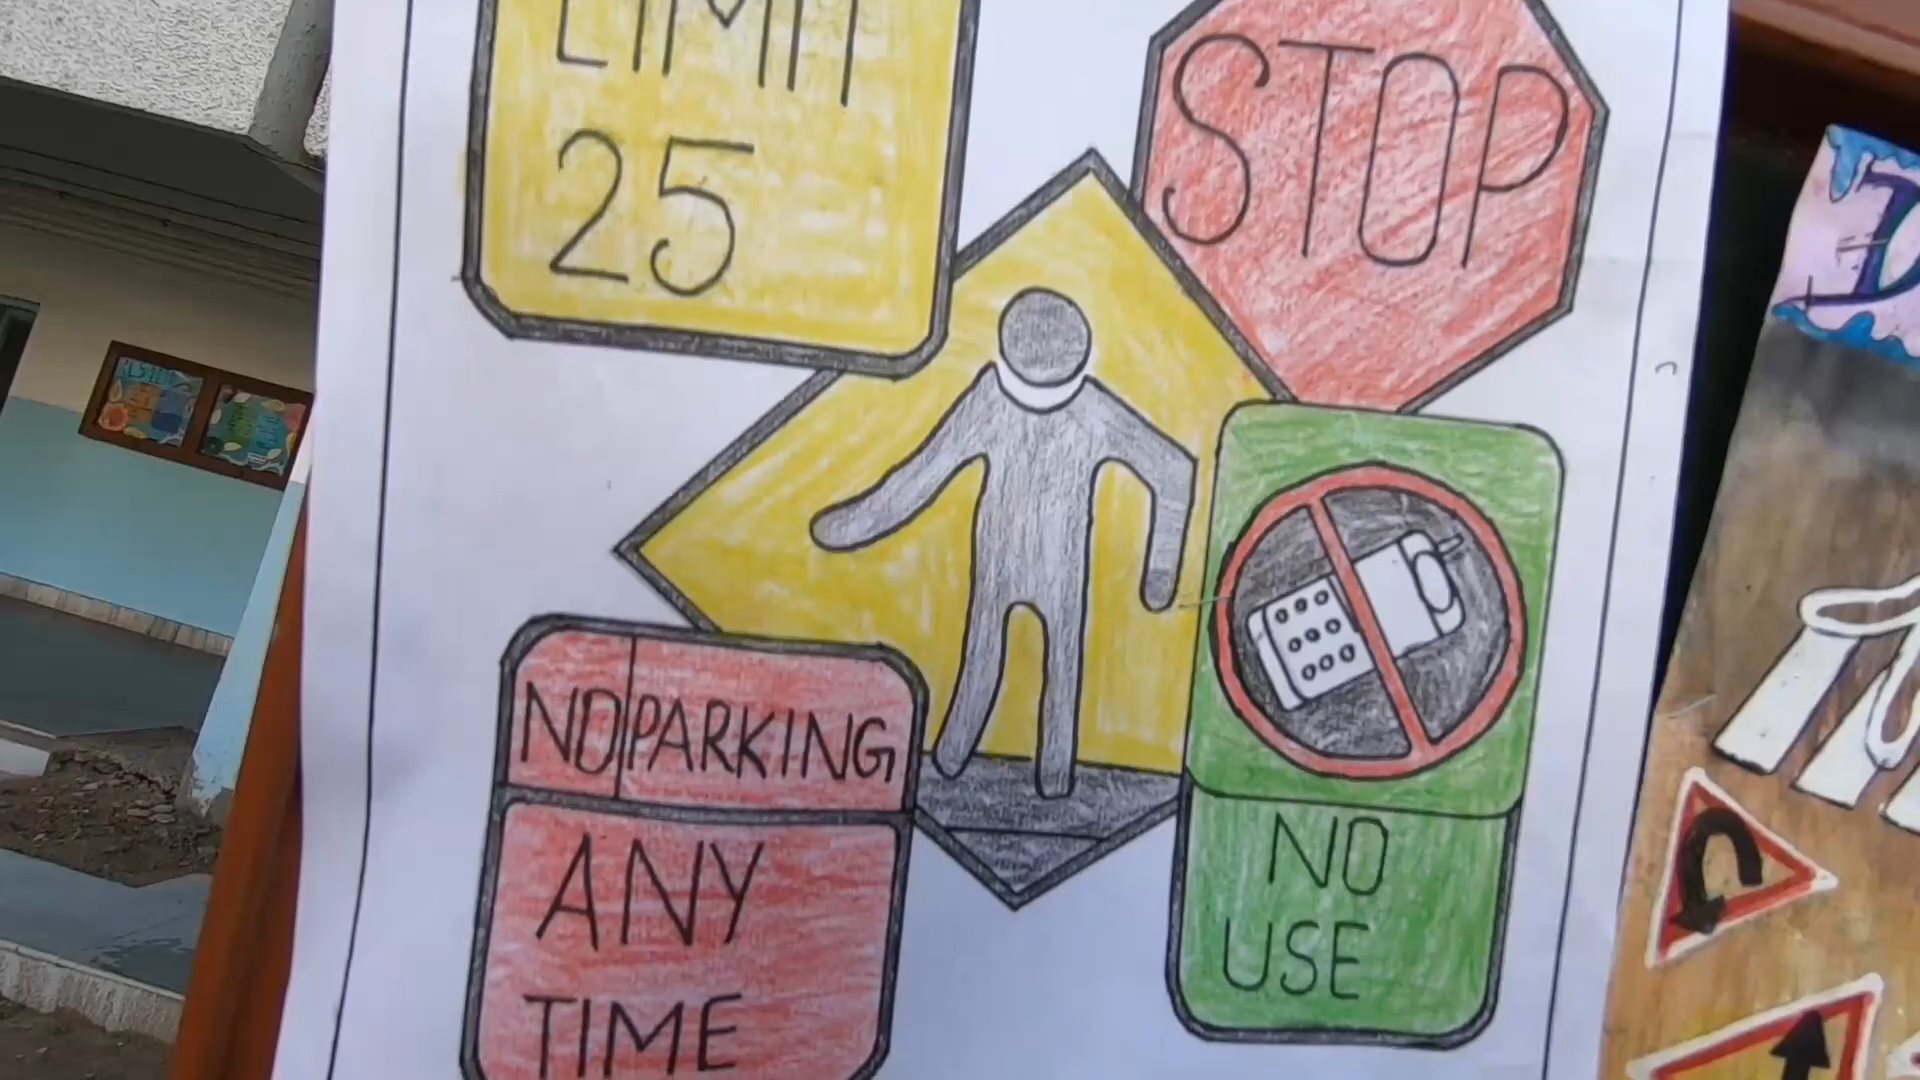 LIMIT
25
STOP
NO PARKING
ANY
TIME
NO
USE